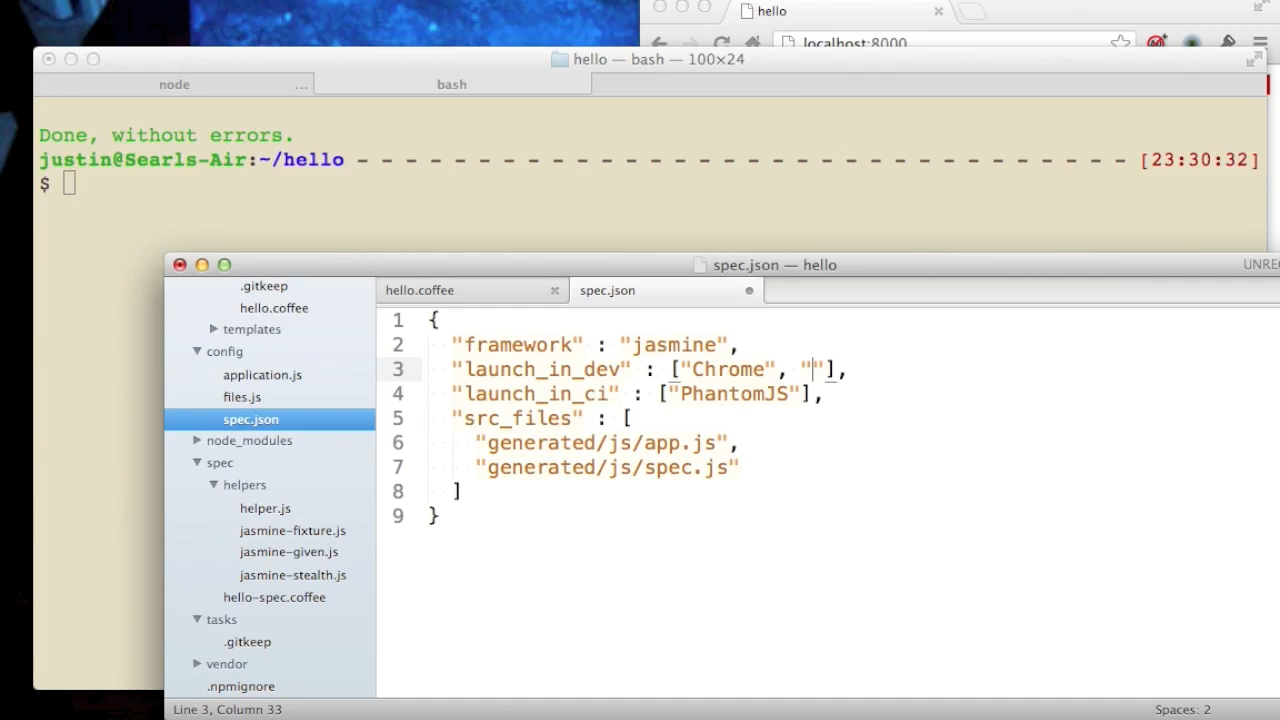 hello
localhost:8000
hello — bash — 100×24
node ... bash
Done, without errors.
justin@Searls-Air:~/hello - - - - - - - - - - - - - - - - - - - - - - - - - - - - - - - - [23:30:32]
$
spec.json — hello
hello.coffee spec.json
.gitkeep
hello.coffee
templates
config
application.js
files.js
spec.json
node_modules
spec
helpers
helper.js
jasmine-fixture.js
jasmine-given.js
jasmine-stealth.js
hello-spec.coffee
tasks
.gitkeep
vendor
.npmignore
1 {
2 "framework" : "jasmine",
3 "launch_in_dev" : ["Chrome", ""],
4 "launch_in_ci" : ["PhantomJS"],
5 "src_files" : [
6 "generated/js/app.js",
7 "generated/js/spec.js"
8 ]
9 }
Line 3, Column 33
Spaces: 2